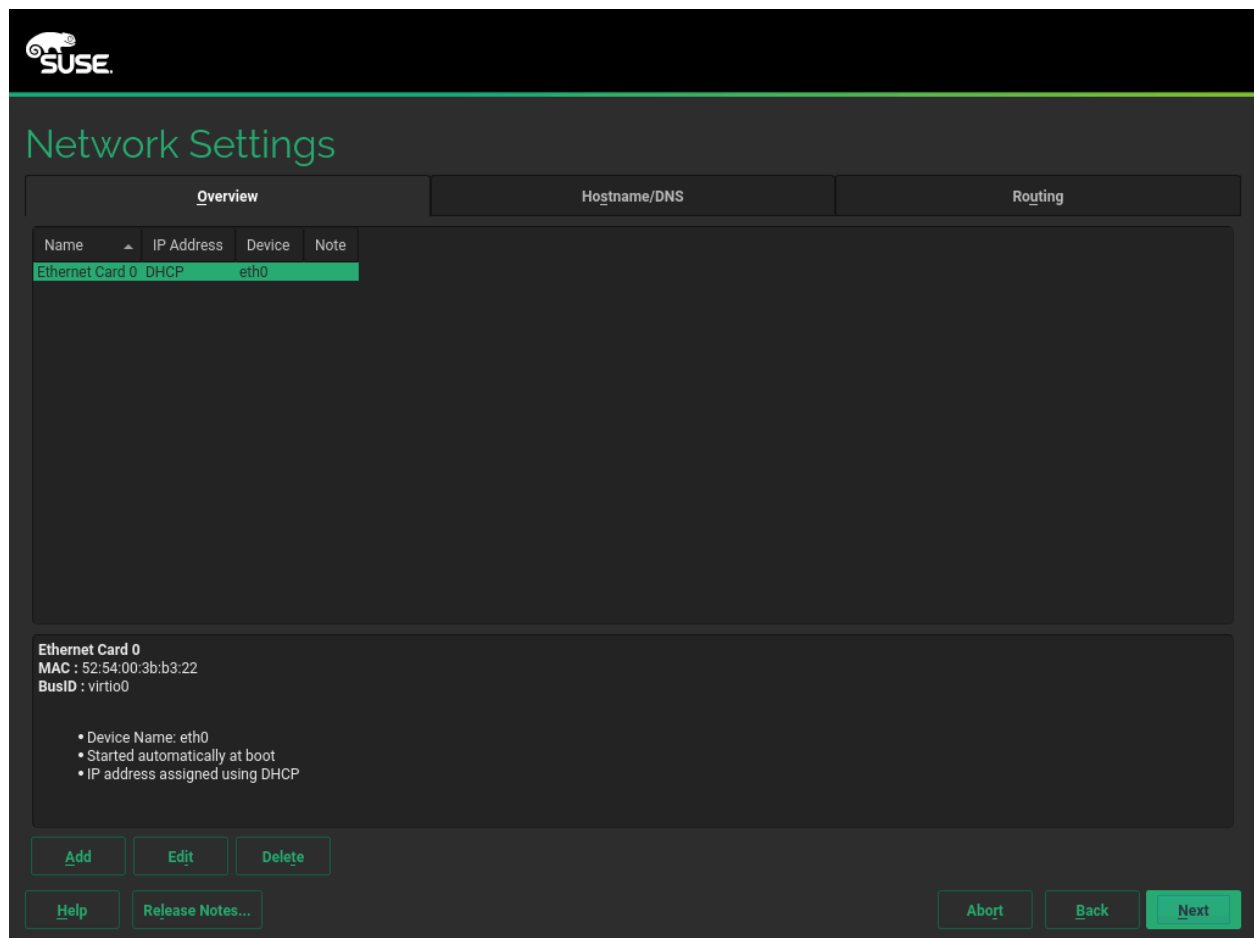 SUSE.
Network Settings
Overview Hostname/DNS Routing
Name IP Address Device Note
Ethernet Card 0 DHCP eth0
Ethernet Card 0
MAC : 52:54:00:3b:b3:22
BusID : virtio0
• Device Name: eth0
• Started automatically at boot
• IP address assigned using DHCP
Add Edit Delete
Help Release Notes... Abort Back Next